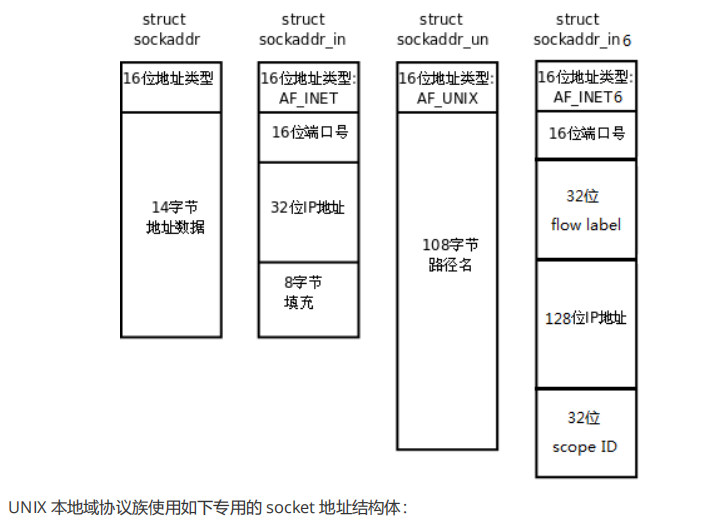 struct
sockaddr
16位地址类型
14字节
地址数据
struct
sockaddr_in
16位地址类型:
AF_INET
16位端口号
32位IP地址
8字节
填充
struct
sockaddr_un
16位地址类型:
AF_UNIX
108字节
路径名
struct
sockaddr_in6
16位地址类型:
AF_INET6
16位端口号
32位
flow label
128位IP地址
32位
scope ID
UNIX 本地域协议族使用如下专用的 socket 地址结构体：